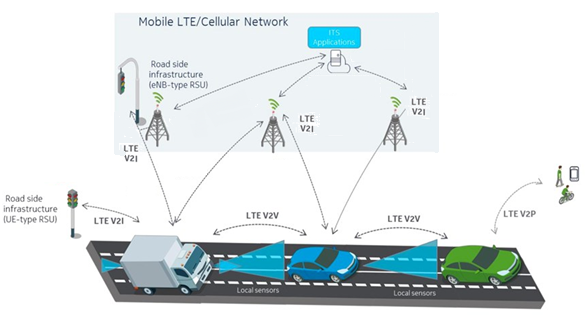 Mobile LTE/Cellular Network
ITS
Applications
Road side
infrastructure
(eNB-type RSU)
LTE
V2I
LTE
V2I
LTE
V2I
Road side
infrastructure
(UE-type RSU)
LTE V2I
LTE V2V
LTE V2V
LTE V2P
Local sensors
Local sensors